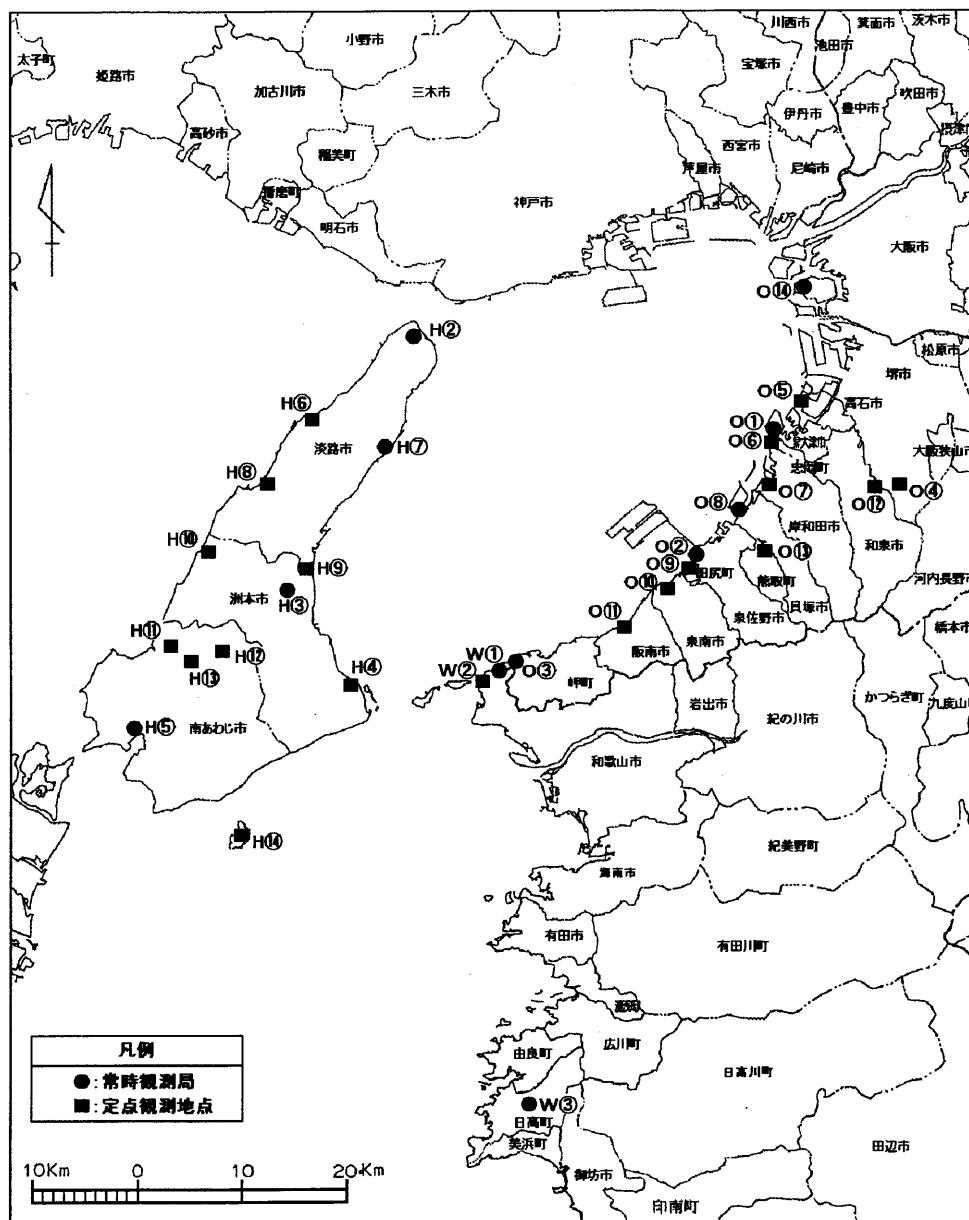 川西市
箕面市
茨木市
小野市
池田市
太子町
姫路市
宝塚市
加古川市
三木市
吹田市
伊丹市
豊中市
高砂市
西宮市
稲美町
芦屋市
尼崎市
播磨町
神戸市
明石市
大阪市
O⑭
H②
松原市
堺市
O⑤
高石市
H⑥
O①
淡路市
O⑥
H⑦
忠岡町
大阪狭山市
H⑧
O⑦
O⑫
O④
O⑧
岸和田市
和泉市
H⑩
O②
O⑬
H⑨
O⑨
田尻町
熊取町
河内長野市
洲本市
H③
O⑩
泉佐野市
貝塚市
橋本市
H⑪
O⑪
阪南市
泉南市
H⑫
W①
H⑬
W②
O③
H④
岬町
かつらぎ町
岩出市
紀の川市
九度山町
H⑤
南あわじ市
和歌山市
H⑭
紀美野町
海南市
有田市
有田川町
凡例
由良町
広川町
●:常時観測局
日高川町
■:定点観測地点
W③
日高町
美浜町
田辺市
10Km 0 10 20Km
御坊市
印南町